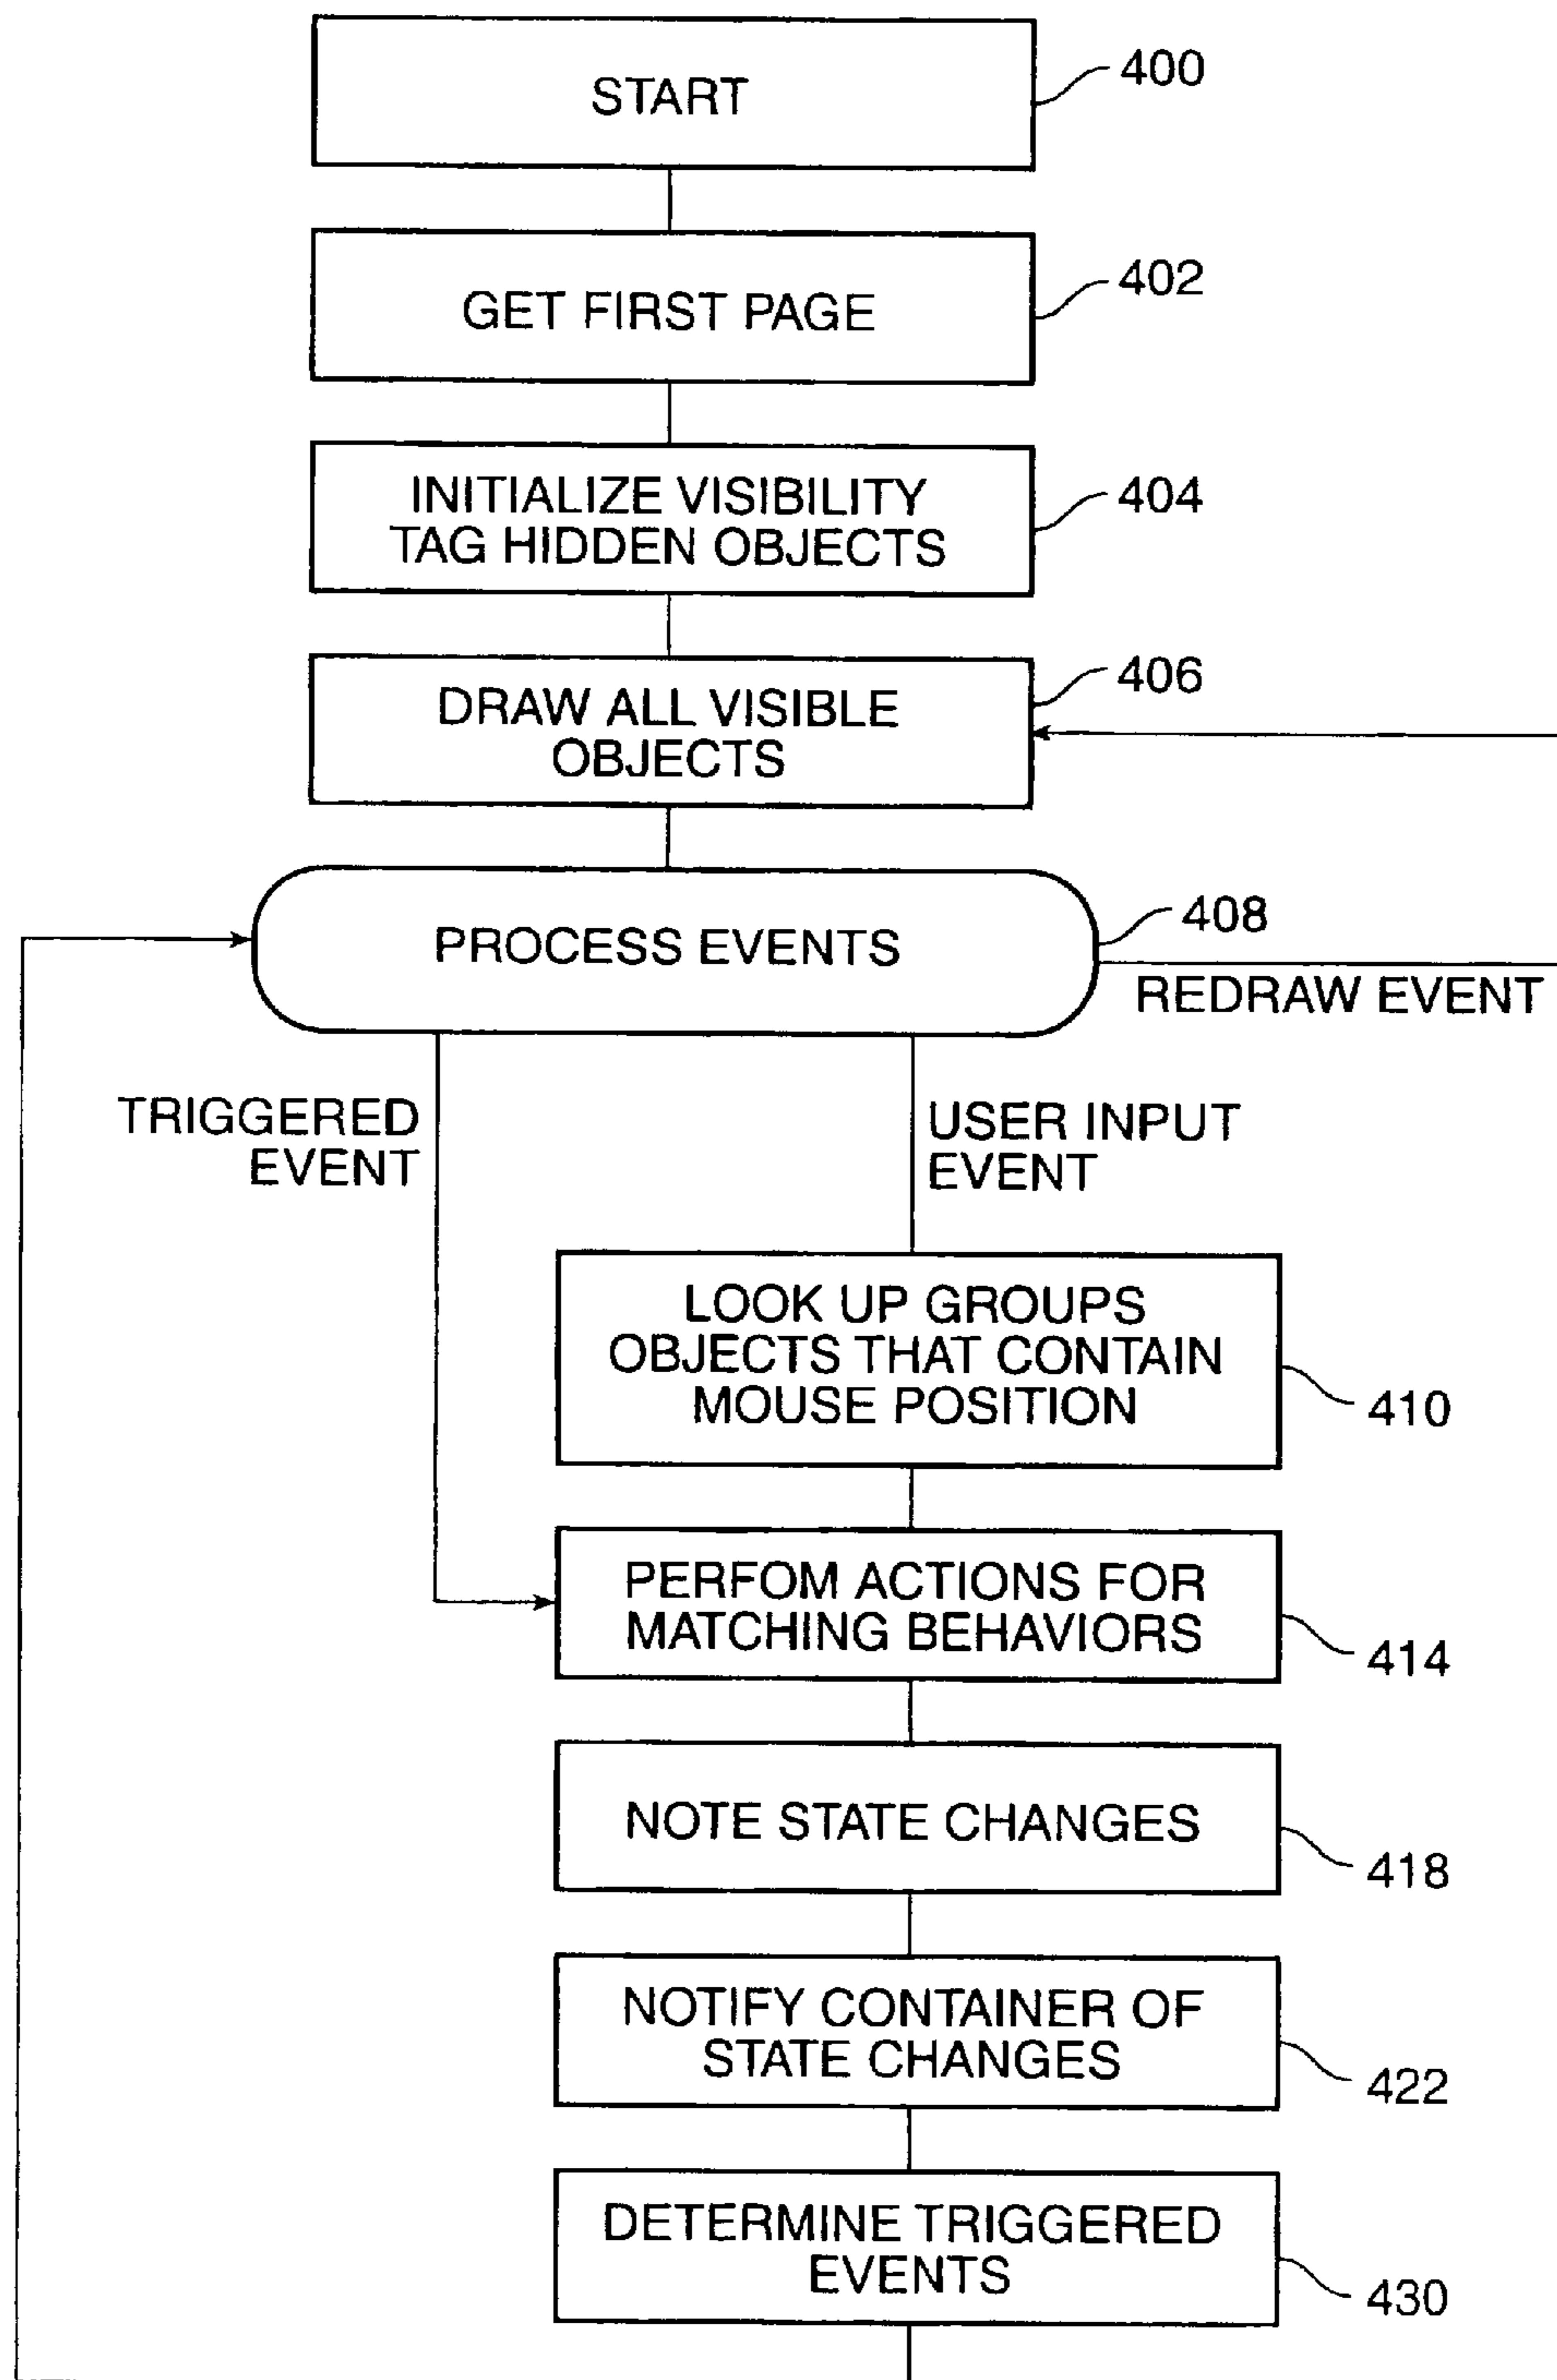 START
400
GET FIRST PAGE
402
INITIALIZE VISIBILITY
TAG HIDDEN OBJECTS
404
DRAW ALL VISIBLE
OBJECTS
406
PROCESS EVENTS
408
REDRAW EVENT
TRIGGERED
EVENT
USER INPUT
EVENT
LOOK UP GROUPS
OBJECTS THAT CONTAIN
MOUSE POSITION
410
PERFOM ACTIONS FOR
MATCHING BEHAVIORS
414
NOTE STATE CHANGES
418
NOTIFY CONTAINER OF
STATE CHANGES
422
DETERMINE TRIGGERED
EVENTS
430